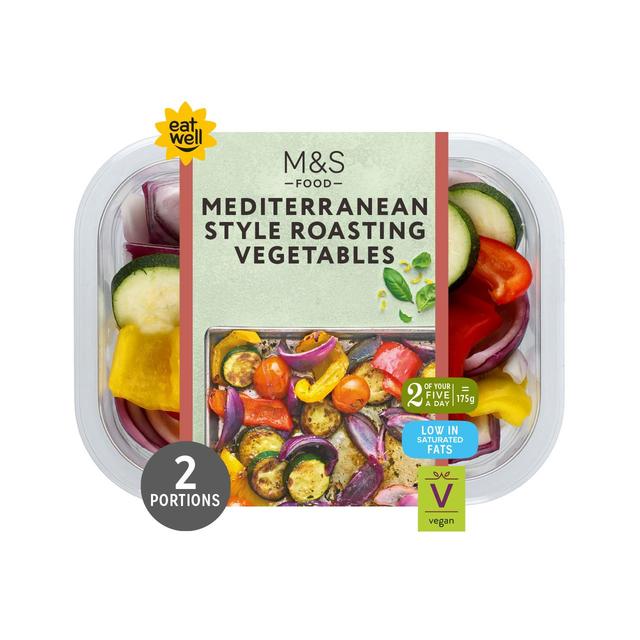 eat
well
M&S
—FOOD—
MEDITERRANEAN
STYLE ROASTING
VEGETABLES
2 OF YOUR
FIVE
A DAY
=
175g
LOW IN
SATURATED
FATS
2
PORTIONS
V
vegan